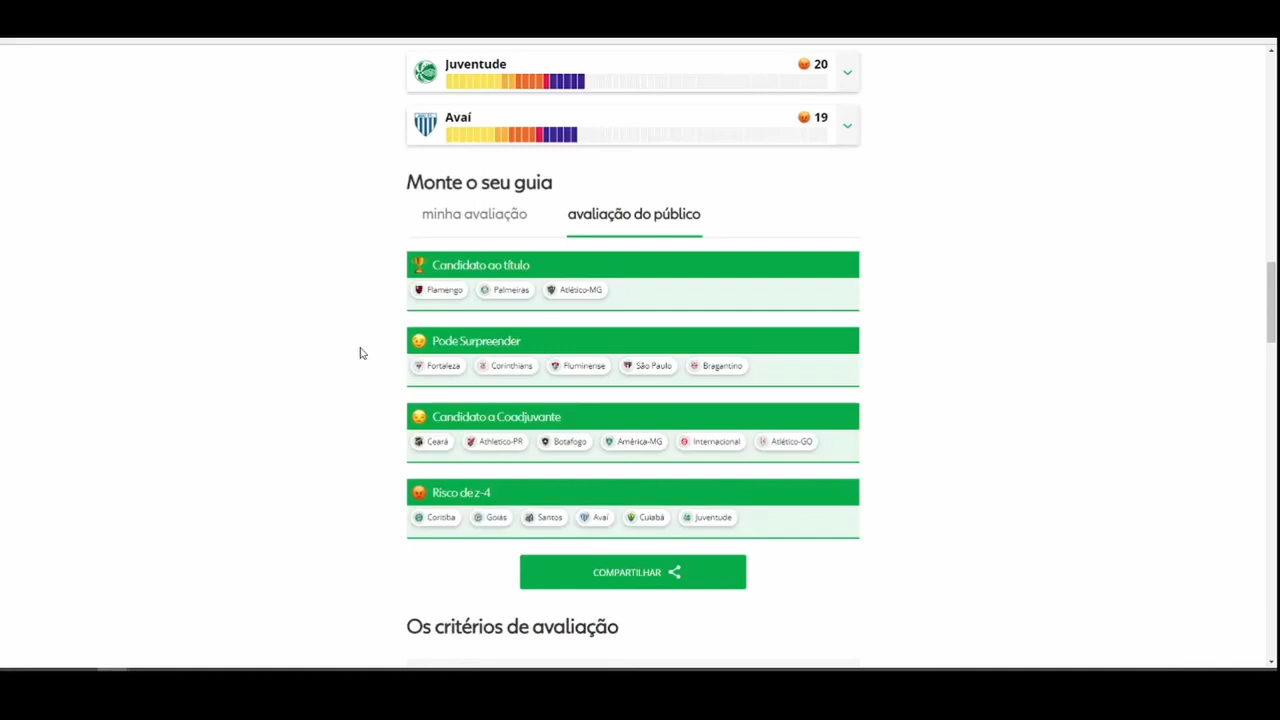 Juventude 20
Avaí 19
Monte o seu guia
minha avaliação avaliação do público
Candidato ao título
Flamengo Palmeiras Atlético-MG
Pode Surpreender
Fortaleza Corinthians Fluminense São Paulo Bragantino
Candidato a Coadjuvante
Ceará Athletico-PR Botafogo América-MG Internacional Atlético-GO
Risco de z-4
Coritiba Goiás Santos Avaí Cuiabá Juventude
COMPARTILHAR
Os critérios de avaliação